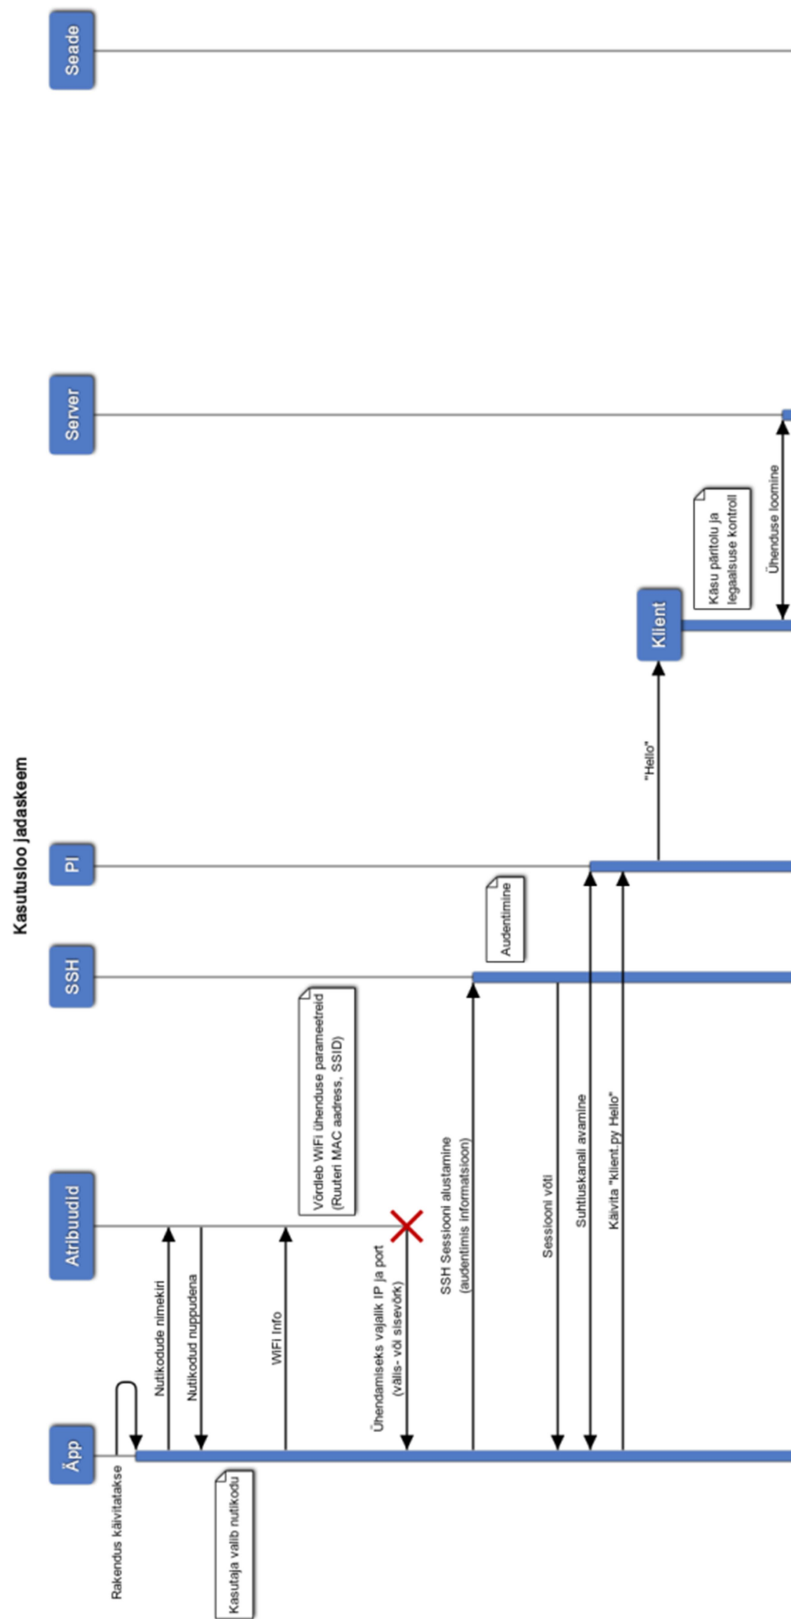 Kasutusloo jadaskeem
Äpp
Atribuudid
SSH
PI
Server
Seade
Rakendus käivitatakse
Nutikodude nimekiri
Nutikodud nuppudena
Kasutaja valib nutikodu
WiFi Info
Võrdleb WiFi ühenduse parameetreid
(Ruuteri MAC aadress, SSID)
Ühendamiseks vajalik IP ja port
(välis- või sisevõrk)
SSH Sessiooni alustamine
(audentimis informatsioon)
Audentimine
Sessiooni võti
Suhtluskanali avamine
Käivita "klient.py Hello"
"Hello"
Klient
Käsu päritolu ja
legaalsuse kontroll
Ühenduse loomine